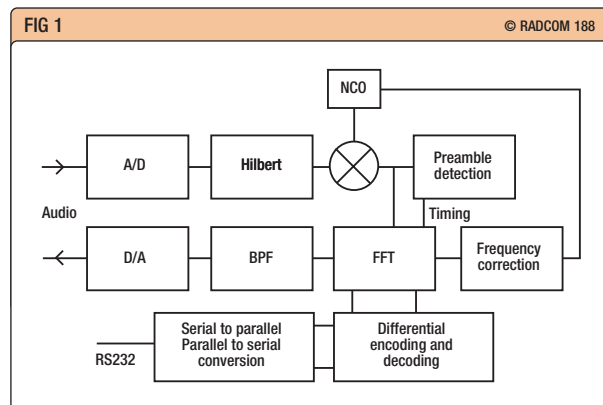 FIG 1
© RADCOM 188
NCO
A/D
Hilbert
Preamble
detection
Audio
Timing
D/A
BPF
FFT
Frequency
correction
Serial to parallel
Parallel to serial
conversion
Differential
encoding and
decoding
RS232